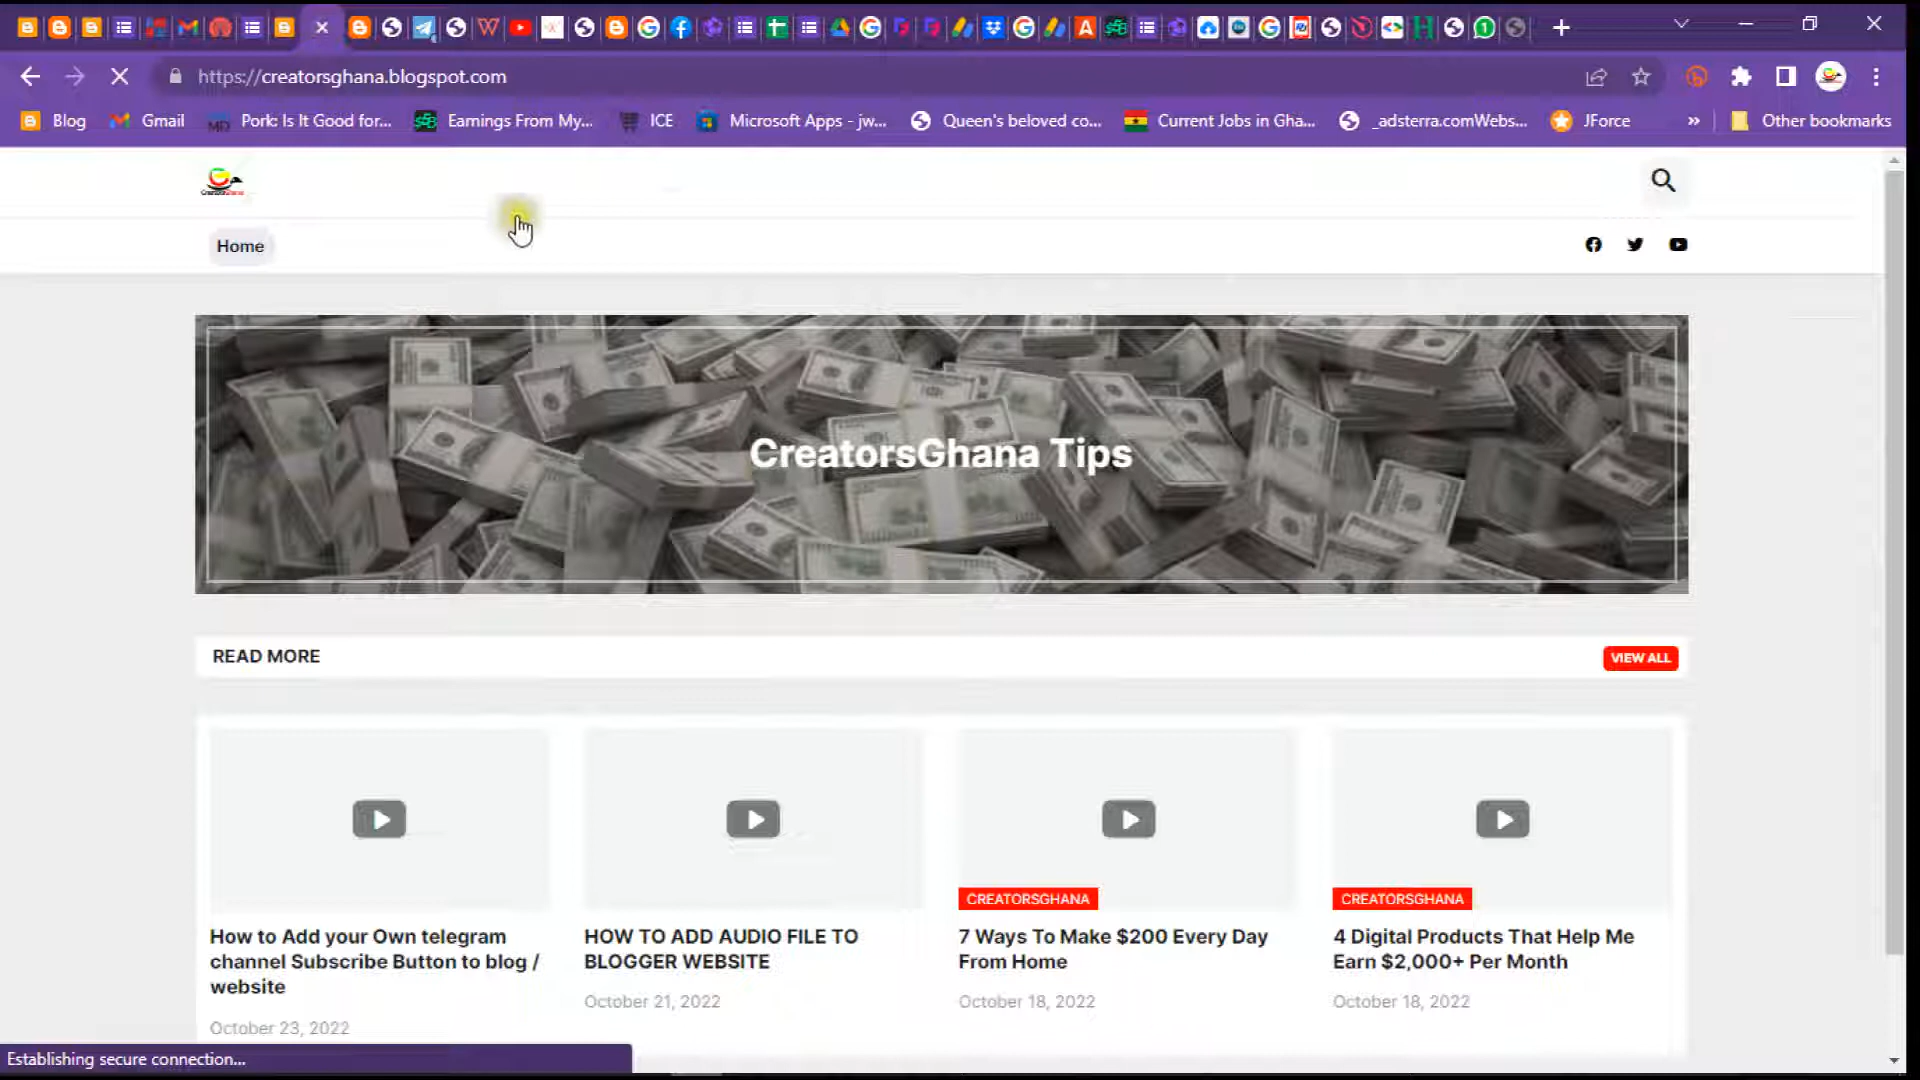 https://creatorsghana.blogspot.com
Blog
Gmail
Pork: Is It Good for...
Earnings From My...
ICE
Microsoft Apps - jw...
Queen's beloved co...
Current Jobs in Gha...
_adsterra.comWebs...
JForce
»
Other bookmarks
CreatorsGhana
Home
CreatorsGhana Tips
READ MORE
VIEW ALL
CREATORSGHANA
CREATORSGHANA
How to Add your Own telegram
channel Subscribe Button to blog /
website
October 23, 2022
HOW TO ADD AUDIO FILE TO
BLOGGER WEBSITE
October 21, 2022
7 Ways To Make $200 Every Day
From Home
October 18, 2022
4 Digital Products That Help Me
Earn $2,000+ Per Month
October 18, 2022
Establishing secure connection...